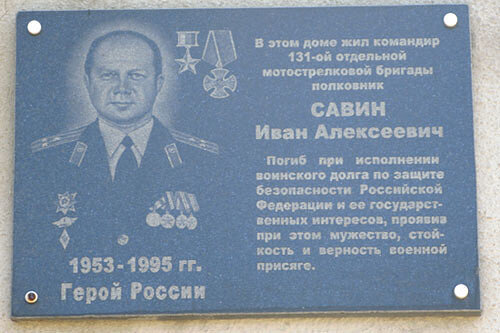 В этом доме жил командир
131-ой отдельной
мотострелковой бригады
полковник
САВИН
Иван Алексеевич
Погиб при исполнении
воинского долга по защите
безопасности Российской
Федерации и ее государст-
венных интересов, проявив
при этом мужество, стой-
кость и верность военной
присяге.
1953-1995 гг.
Герой России